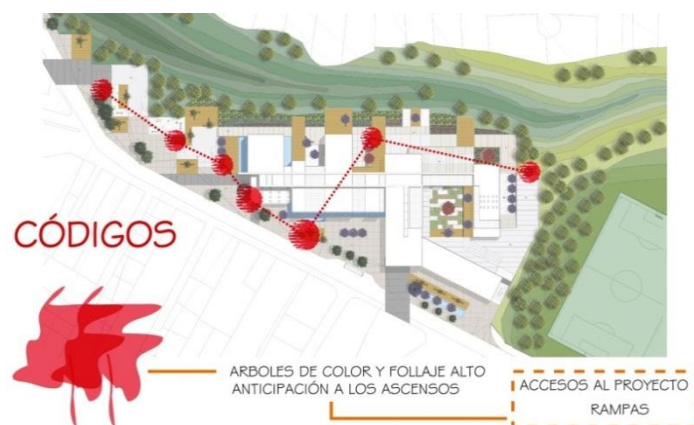 CÓDIGOS
ARBOLES DE COLOR Y FOLLAJE ALTO
ANTICIPACIÓN A LOS ASCENSOS
ACCESOS AL PROYECTO
RAMPAS